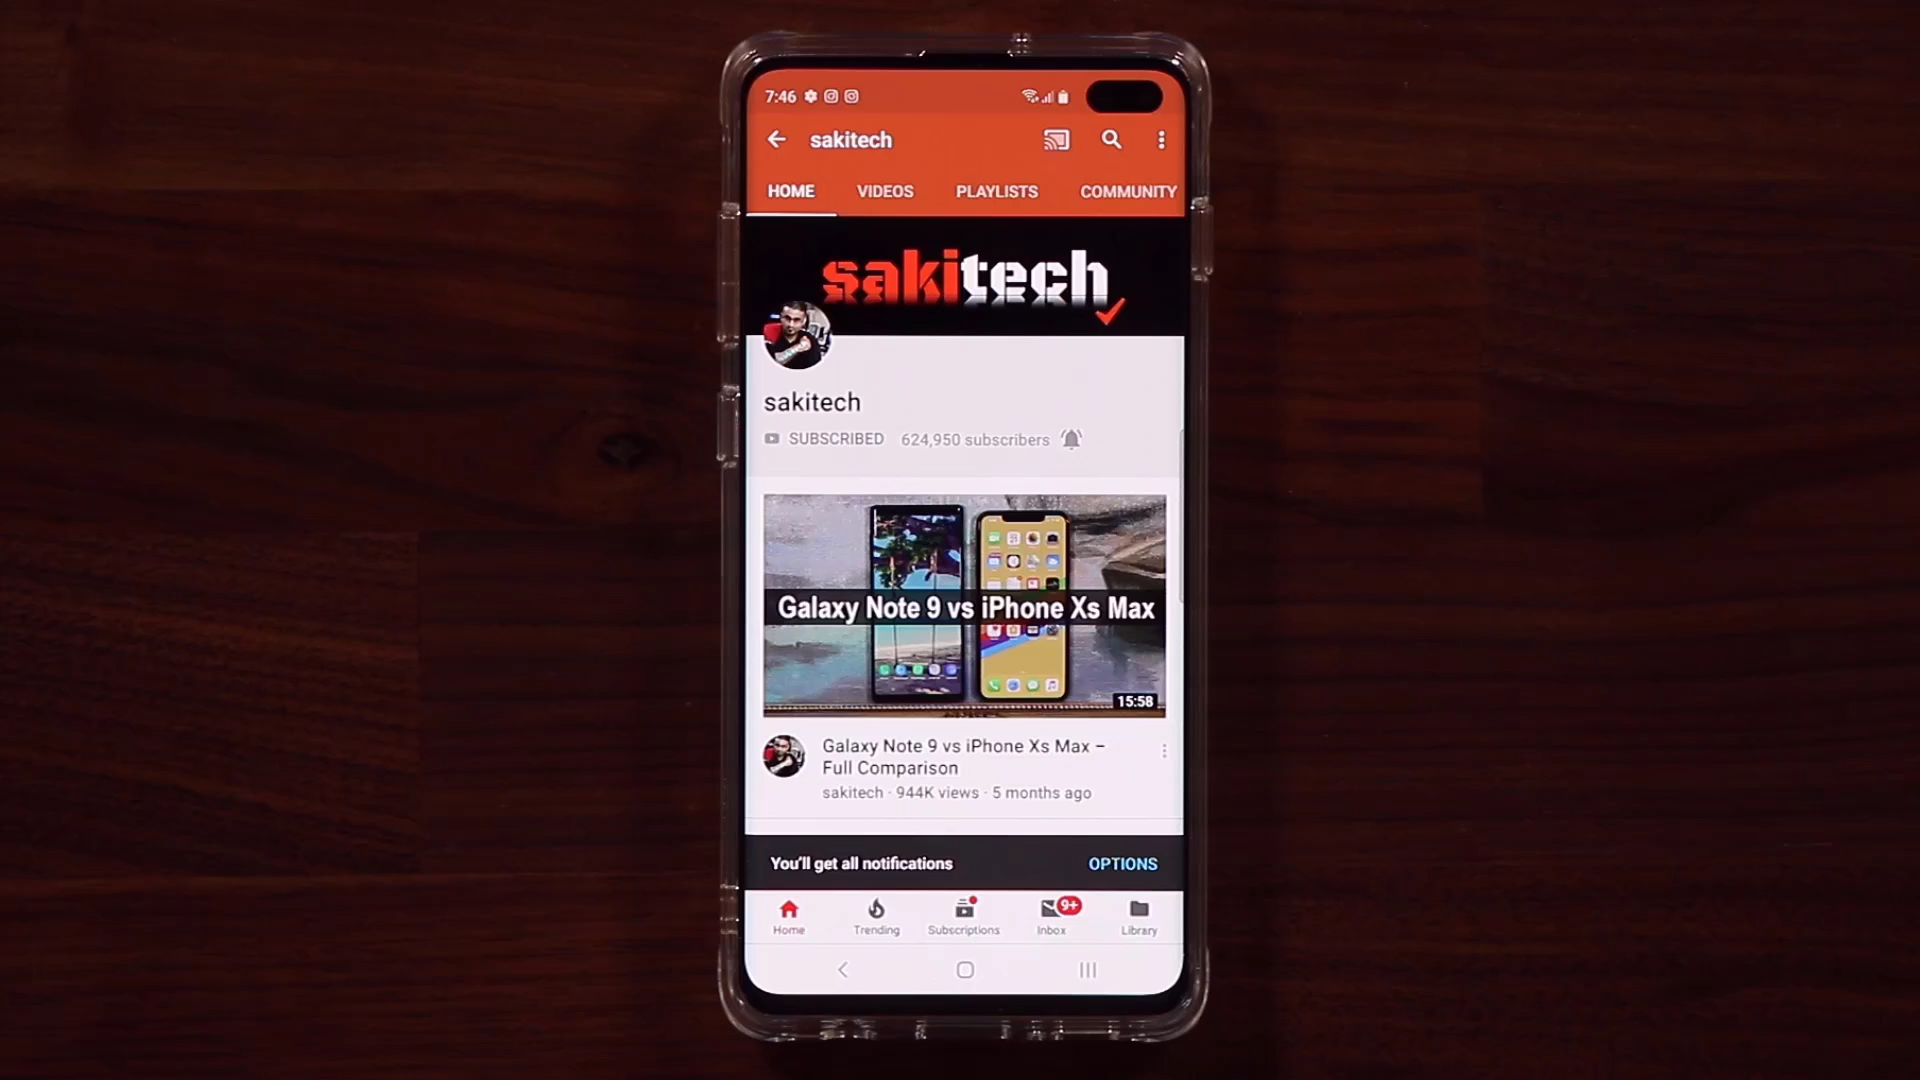 7:46
sakitech
HOME VIDEOS PLAYLISTS COMMUNITY
sakitech
sakitech
SUBSCRIBED 624,950 subscribers
Galaxy Note 9 vs iPhone Xs Max
15:58
Galaxy Note 9 vs iPhone Xs Max –
Full Comparison
sakitech · 944K views · 5 months ago
You'll get all notifications OPTIONS
9+
Home Trending Subscriptions Inbox Library